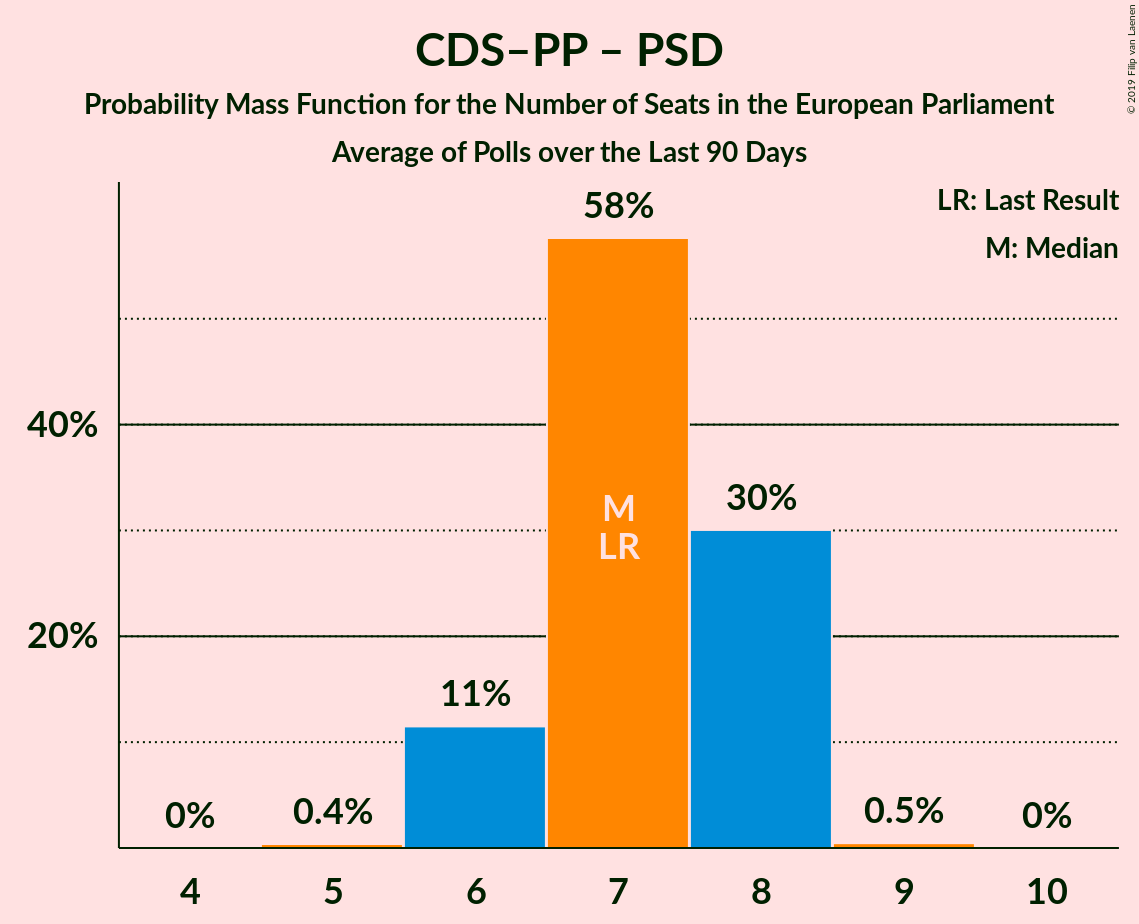 CDS–PP – PSD
Probability Mass Function for the Number of Seats in the European Parliament
Average of Polls over the Last 90 Days
© 2019 Filip van Laenen
LR: Last Result
M: Median
58%
40%
30%
M
LR
20%
11%
0%
0.4%
0.5%
0%
4
5
6
7
8
9
10